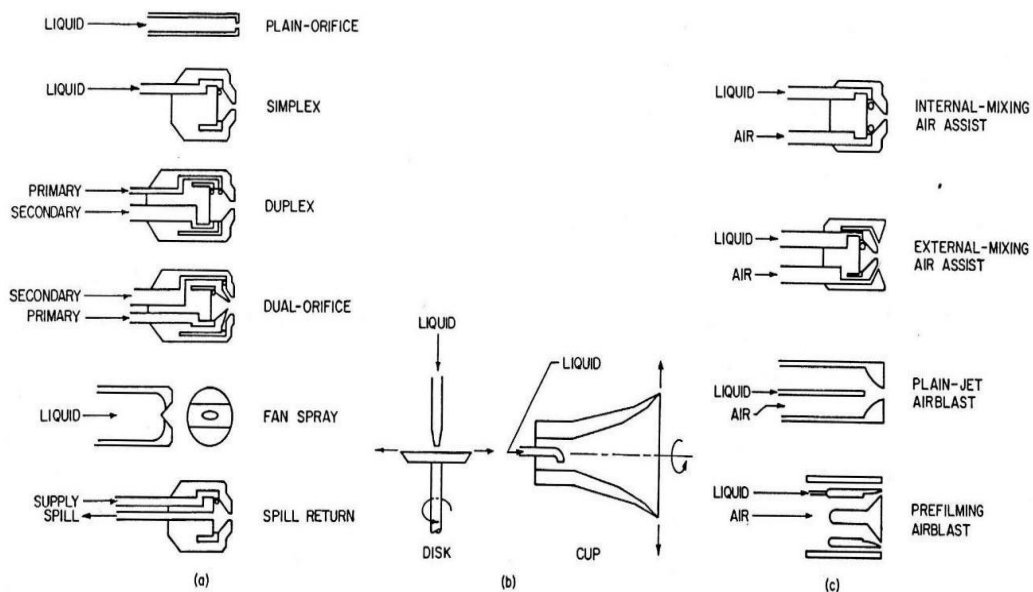 LIQUID
PLAIN-ORIFICE
LIQUID
SIMPLEX
PRIMARY
SECONDARY
DUPLEX
SECONDARY
PRIMARY
DUAL-ORIFICE
LIQUID
FAN SPRAY
SUPPLY
SPILL
SPILL RETURN
(a)
LIQUID
LIQUID
DISK
CUP
(b)
LIQUID
AIR
INTERNAL-MIXING
AIR ASSIST
LIQUID
AIR
EXTERNAL-MIXING
AIR ASSIST
LIQUID
AIR
PLAIN-JET
AIRBLAST
LIQUID
AIR
PREFILMING
AIRBLAST
(c)